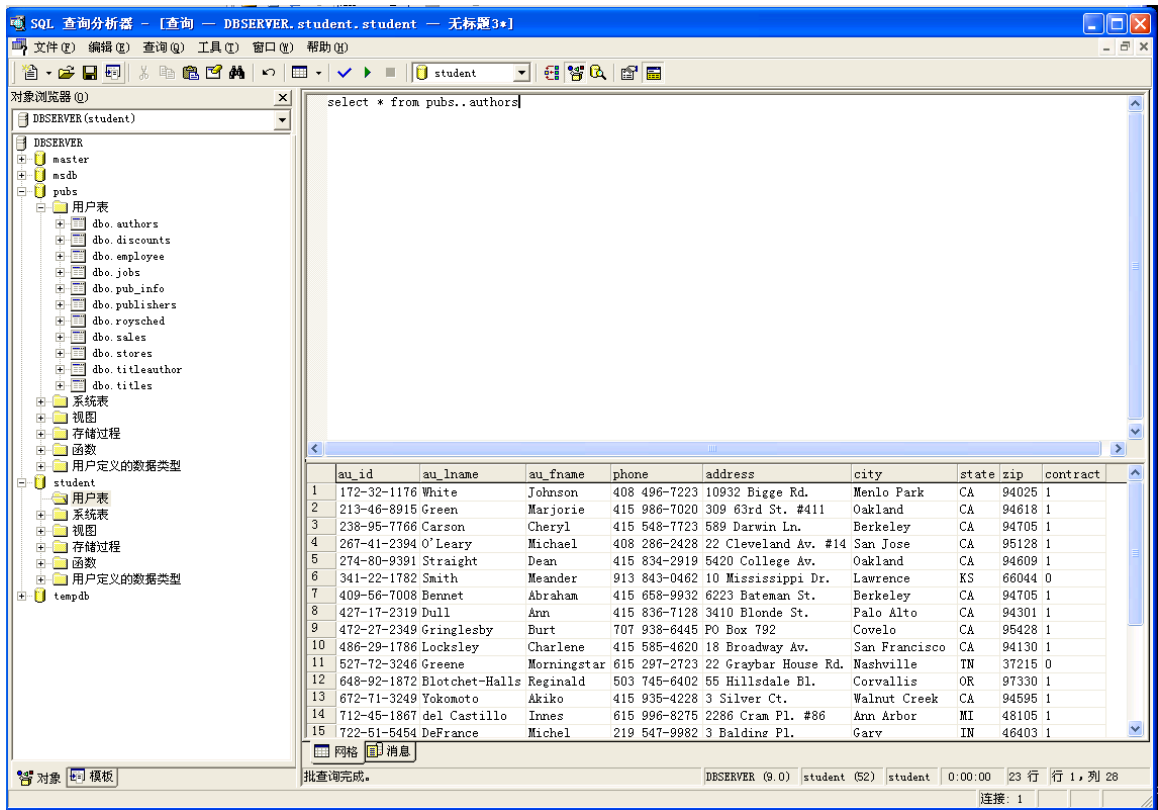 SQL 查询分析器 - [查询 — DBSERVER.student.student — 无标题3*]
文件(F) 编辑(E) 查询(Q) 工具(T) 窗口(W) 帮助(H)
student
对象浏览器(O)
DBSERVER(student)
DBSERVER
master
msdb
pubs
用户表
dbo.authors
dbo.discounts
dbo.employee
dbo.jobs
dbo.pub_info
dbo.publishers
dbo.roysched
dbo.sales
dbo.stores
dbo.titleauthor
dbo.titles
系统表
视图
存储过程
函数
用户定义的数据类型
student
用户表
系统表
视图
存储过程
函数
用户定义的数据类型
tempdb
对象 模板
select * from pubs..authors
au_id au_lname au_fname phone address city state zip contract
1 172-32-1176 White Johnson 408 496-7223 10932 Bigge Rd. Menlo Park CA 94025 1
2 213-46-8915 Green Marjorie 415 986-7020 309 63rd St. #411 Oakland CA 94618 1
3 238-95-7766 Carson Cheryl 415 548-7723 589 Darwin Ln. Berkeley CA 94705 1
4 267-41-2394 O'Leary Michael 408 286-2428 22 Cleveland Av. #14 San Jose CA 95128 1
5 274-80-9391 Straight Dean 415 834-2919 5420 College Av. Oakland CA 94609 1
6 341-22-1782 Smith Meander 913 843-0462 10 Mississippi Dr. Lawrence KS 66044 0
7 409-56-7008 Bennet Abraham 415 658-9932 6223 Bateman St. Berkeley CA 94705 1
8 427-17-2319 Dull Ann 415 836-7128 3410 Blonde St. Palo Alto CA 94301 1
9 472-27-2349 Gringlesby Burt 707 938-6445 PO Box 792 Covelo CA 95428 1
10 486-29-1786 Locksley Charlene 415 585-4620 18 Broadway Av. San Francisco CA 94130 1
11 527-72-3246 Greene Morningstar 615 297-2723 22 Graybar House Rd. Nashville TN 37215 0
12 648-92-1872 Blotchet-Halls Reginald 503 745-6402 55 Hillsdale Bl. Corvallis OR 97330 1
13 672-71-3249 Yokomoto Akiko 415 935-4228 3 Silver Ct. Walnut Creek CA 94595 1
14 712-45-1867 del Castillo Innes 615 996-8275 2286 Cram Pl. #86 Ann Arbor MI 48105 1
15 722-51-5454 DeFrance Michel 219 547-9982 3 Balding Pl. Gary IN 46403 1
网格 消息
批查询完成。 DBSERVER (9.0) student (52) student 0:00:00 23 行 行 1, 列 28
连接: 1